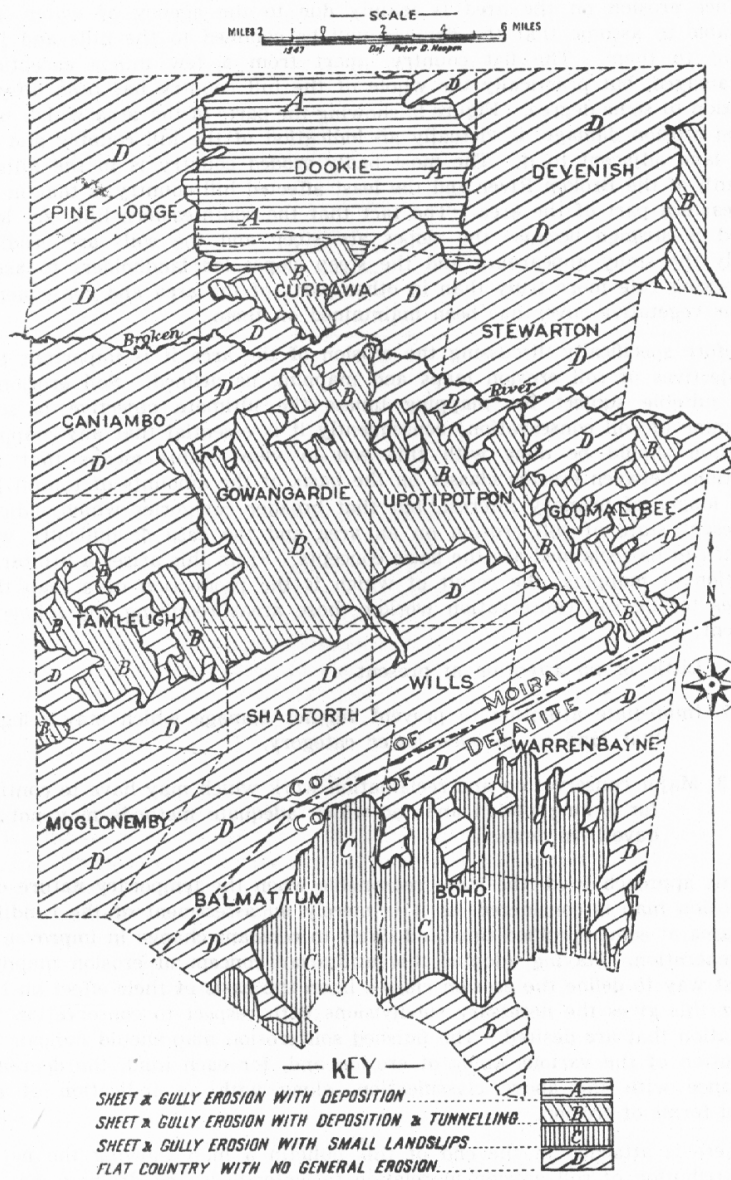 SCALE
MILES 2 0 2 4 6 MILES
1947 Del. Peter D. Noopen
A D
D D
DOOKIE
D A DEVENISH
B
PINE LODGE A D
B D
D CURRAWA
Broken D STEWARTON
D
River
B D D
CANIAMBO
B
D GOWANGARDIE B UPOTIPOTPON GOOMALIBEE
D
B B
B D B
TAMLEUGH
B B D
D B D WILLS MOIRA
D SHADFORTH OF DELATITE D
B CO. OF WARRENBAYNE
CO. D
MOGLONEMBY D
D C D
BALMATTUM BOHO
C
D C
D
N
KEY
SHEET & GULLY EROSION WITH DEPOSITION A
SHEET & GULLY EROSION WITH DEPOSITION & TUNNELLING B
SHEET & GULLY EROSION WITH SMALL LANDSLIPS C
FLAT COUNTRY WITH NO GENERAL EROSION D